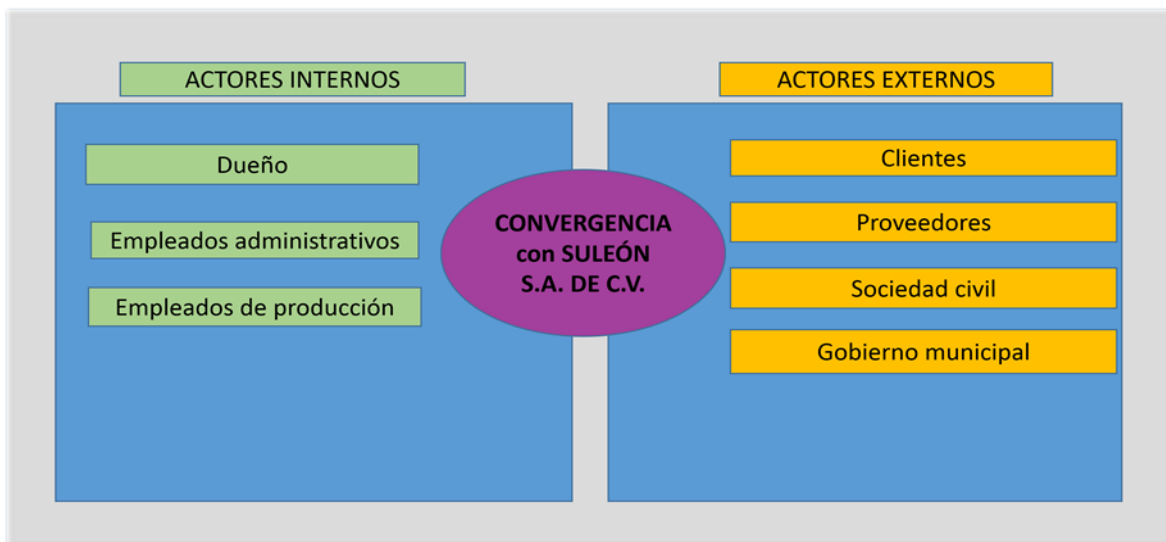 ACTORES INTERNOS
Dueño
Empleados administrativos
Empleados de producción
CONVERGENCIA
con SULEÓN
S.A. DE C.V.
ACTORES EXTERNOS
Clientes
Proveedores
Sociedad civil
Gobierno municipal